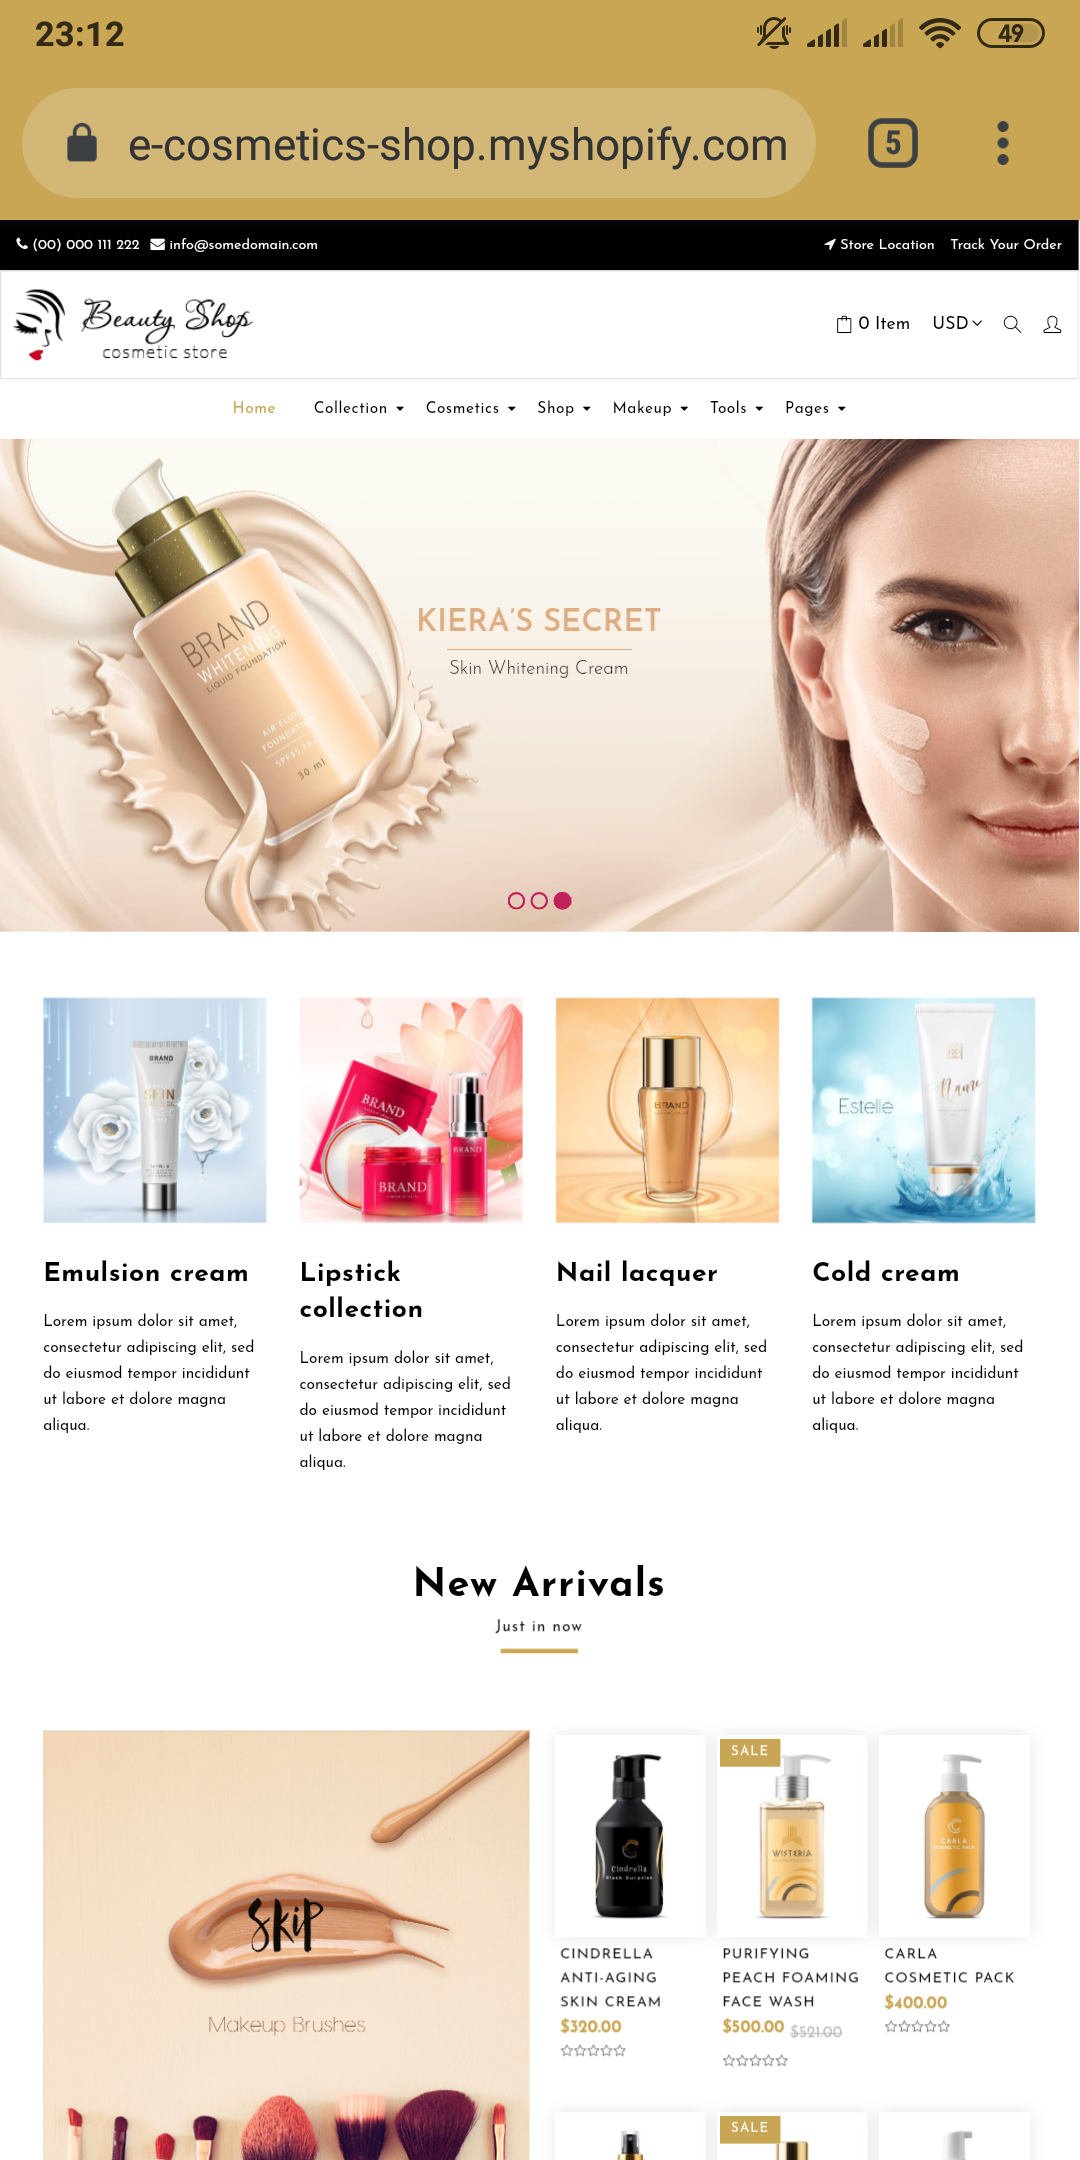 23:12
49
e-cosmetics-shop.myshopify.com
5
(00) 000 111 222 info@somedomain.com Store Location Track Your Order
Beauty Shop
cosmetic store
0 Item USD
Home Collection Cosmetics Shop Makeup Tools Pages
BRAND
WHITENING
LIQUID FOUNDATION
AIR FLUID
FOUNDATION
30 ml
KIERA'S SECRET
Skin Whitening Cream
BRAND
SKIN
BRAND
BRAND
BRAND
BRAND
Estelle
Name
Emulsion cream
Lorem ipsum dolor sit amet,
consectetur adipiscing elit, sed
do eiusmod tempor incididunt
ut labore et dolore magna
aliqua.
Lipstick
collection
Lorem ipsum dolor sit amet,
consectetur adipiscing elit, sed
do eiusmod tempor incididunt
ut labore et dolore magna
aliqua.
Nail lacquer
Lorem ipsum dolor sit amet,
consectetur adipiscing elit, sed
do eiusmod tempor incididunt
ut labore et dolore magna
aliqua.
Cold cream
Lorem ipsum dolor sit amet,
consectetur adipiscing elit, sed
do eiusmod tempor incididunt
ut labore et dolore magna
aliqua.
New Arrivals
Just in now
Skip
Makeup Brushes
Cindrella
Black Surprise
CINDRELLA
ANTI-AGING
SKIN CREAM
$320.00
SALE
WISTERIA
PURIFYING
PEACH FOAMING
FACE WASH
$500.00 $521.00
CARLA
COSMETIC PACK
CARLA
COSMETIC PACK
$400.00
SALE